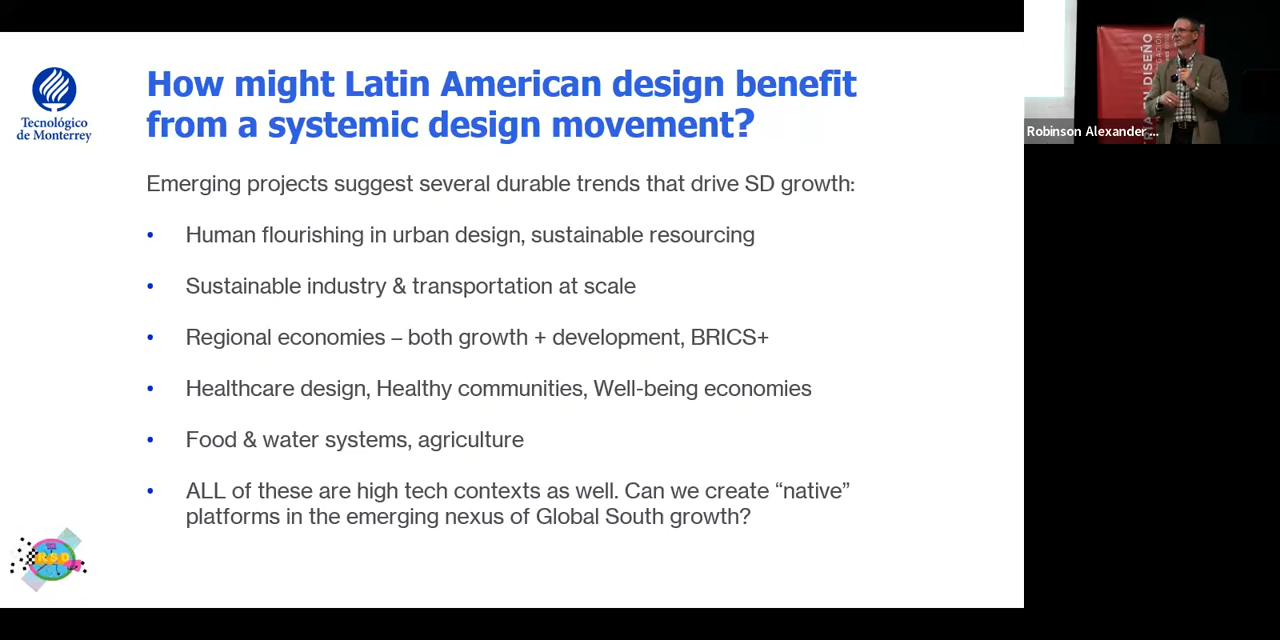 Tecnológico
de Monterrey
How might Latin American design benefit
from a systemic design movement?
Emerging projects suggest several durable trends that drive SD growth:
• Human flourishing in urban design, sustainable resourcing
• Sustainable industry & transportation at scale
• Regional economies – both growth + development, BRICS+
• Healthcare design, Healthy communities, Well-being economies
• Food & water systems, agriculture
• ALL of these are high tech contexts as well. Can we create “native”
platforms in the emerging nexus of Global South growth?
RSD
EN DISEÑO
Robinson Alexander ...